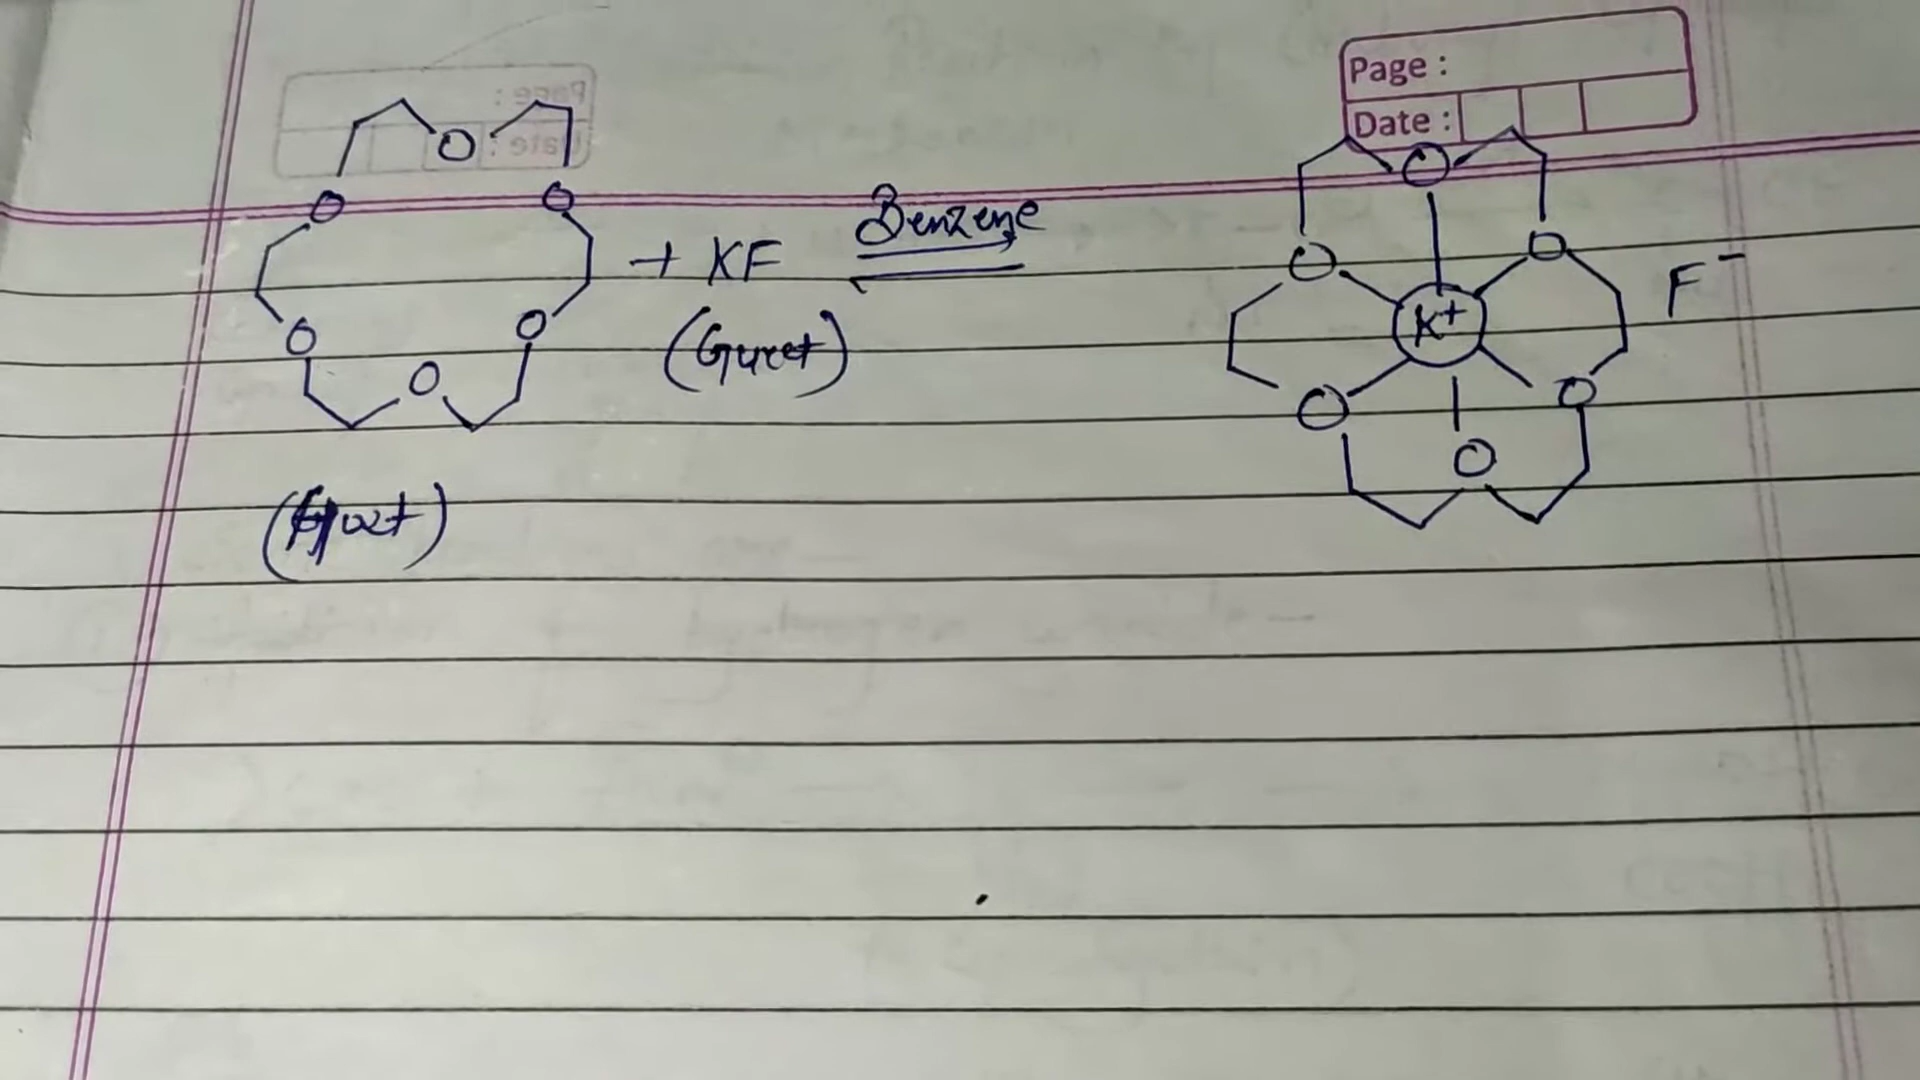 Page :
Date :
O
O O
+ KF
Benzene
O O
O
(Guest)
(Host)
O
O O
K+
F-
O O
O